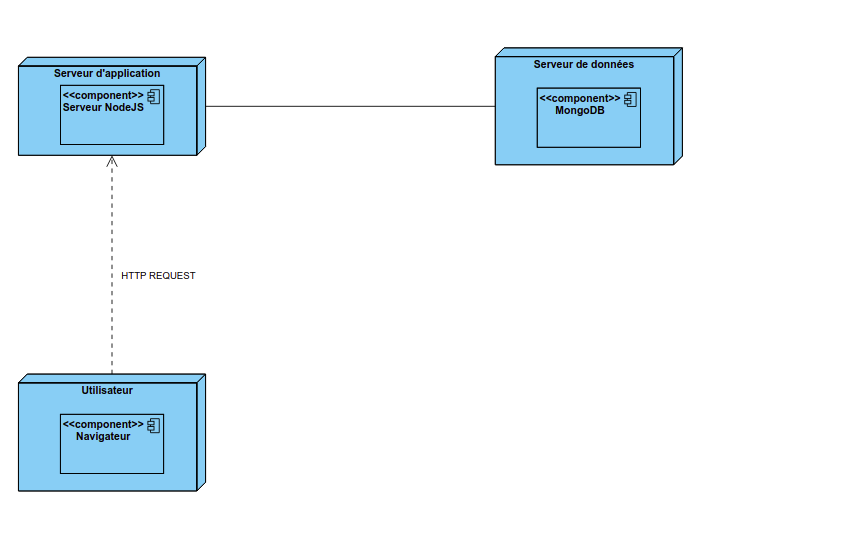 Serveur d'application
<<component>>
Serveur NodeJS
Serveur de données
<<component>>
MongoDB
HTTP REQUEST
Utilisateur
<<component>>
Navigateur